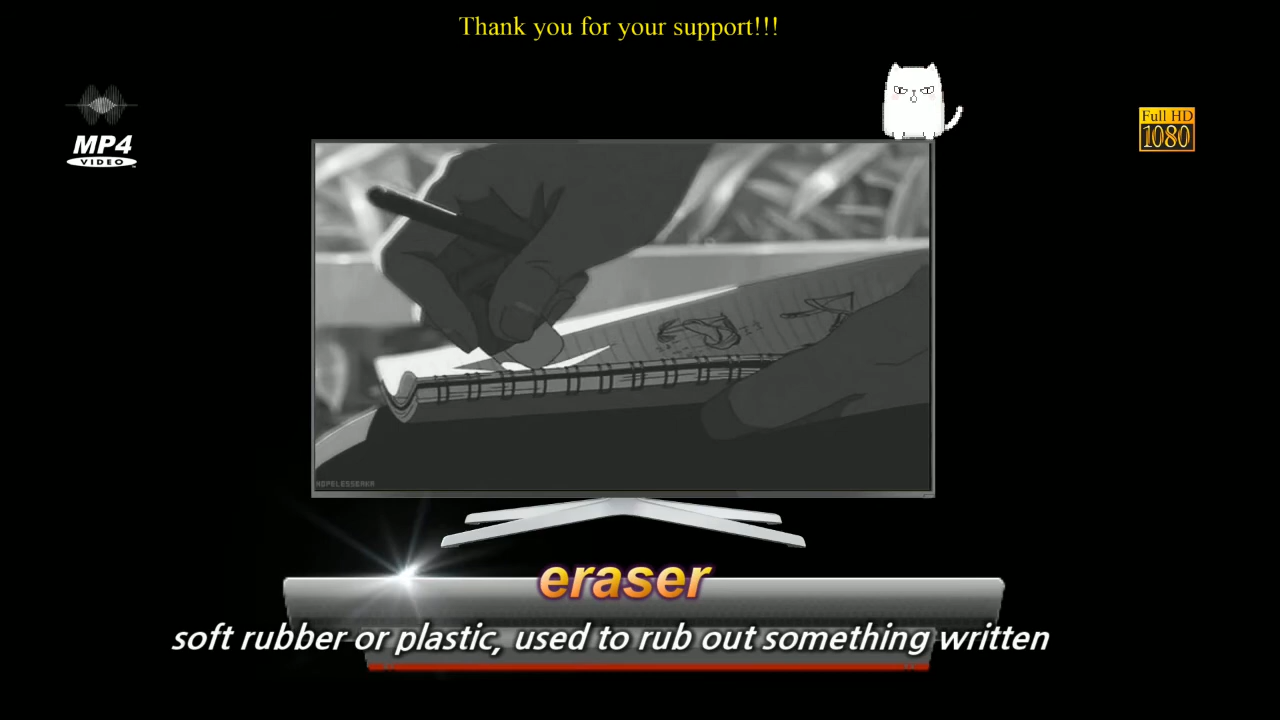 Thank you for your support!!!
MP4
VIDEO
Full HD
1080
HOPELESSBAKA
eraser
soft rubber or plastic, used to rub out something written